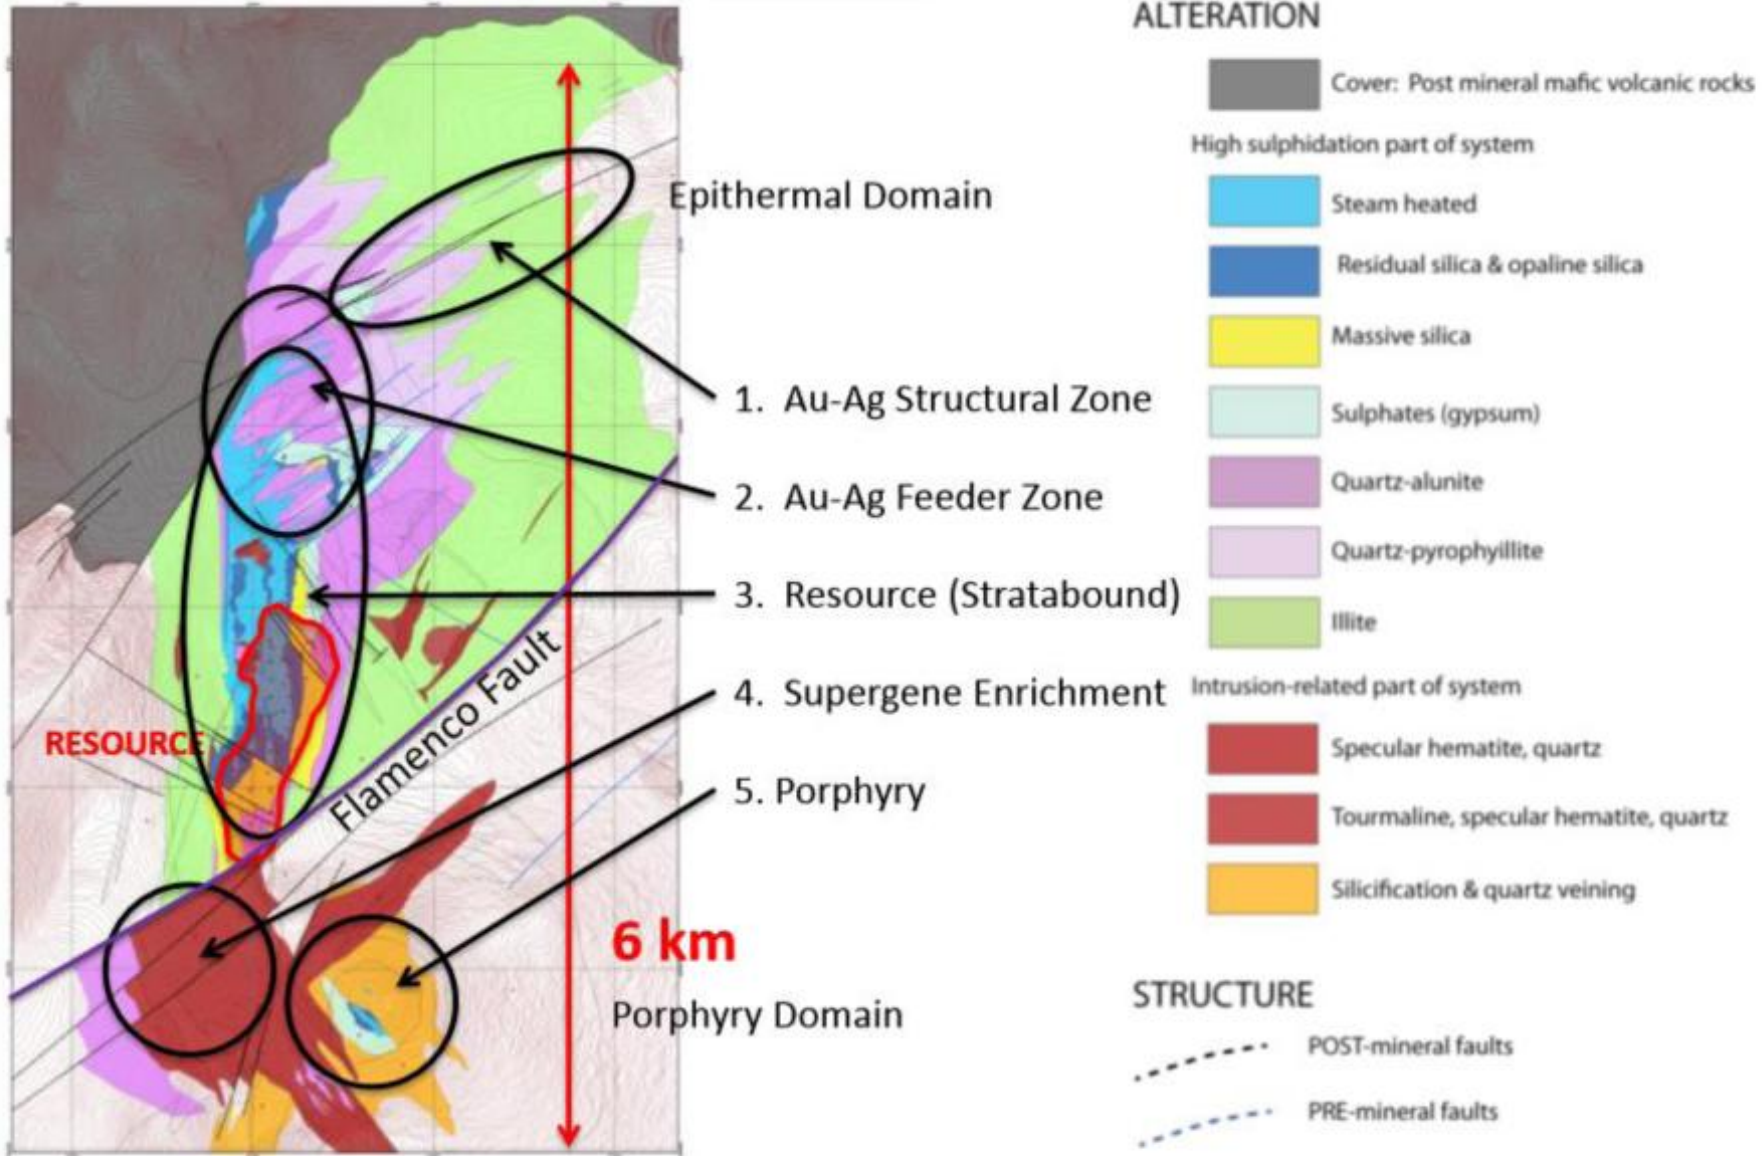 Epithermal Domain
1. Au-Ag Structural Zone
2. Au-Ag Feeder Zone
3. Resource (Stratabound)
4. Supergene Enrichment
5. Porphyry
RESOURCE
Flamenco Fault
6 km
Porphyry Domain
ALTERATION
Cover: Post mineral mafic volcanic rocks
High sulphidation part of system
Steam heated
Residual silica & opaline silica
Massive silica
Sulphates (gypsum)
Quartz-alunite
Quartz-pyrophyillite
Illite
Intrusion-related part of system
Specular hematite, quartz
Tourmaline, specular hematite, quartz
Silicification & quartz veining
STRUCTURE
POST-mineral faults
PRE-mineral faults